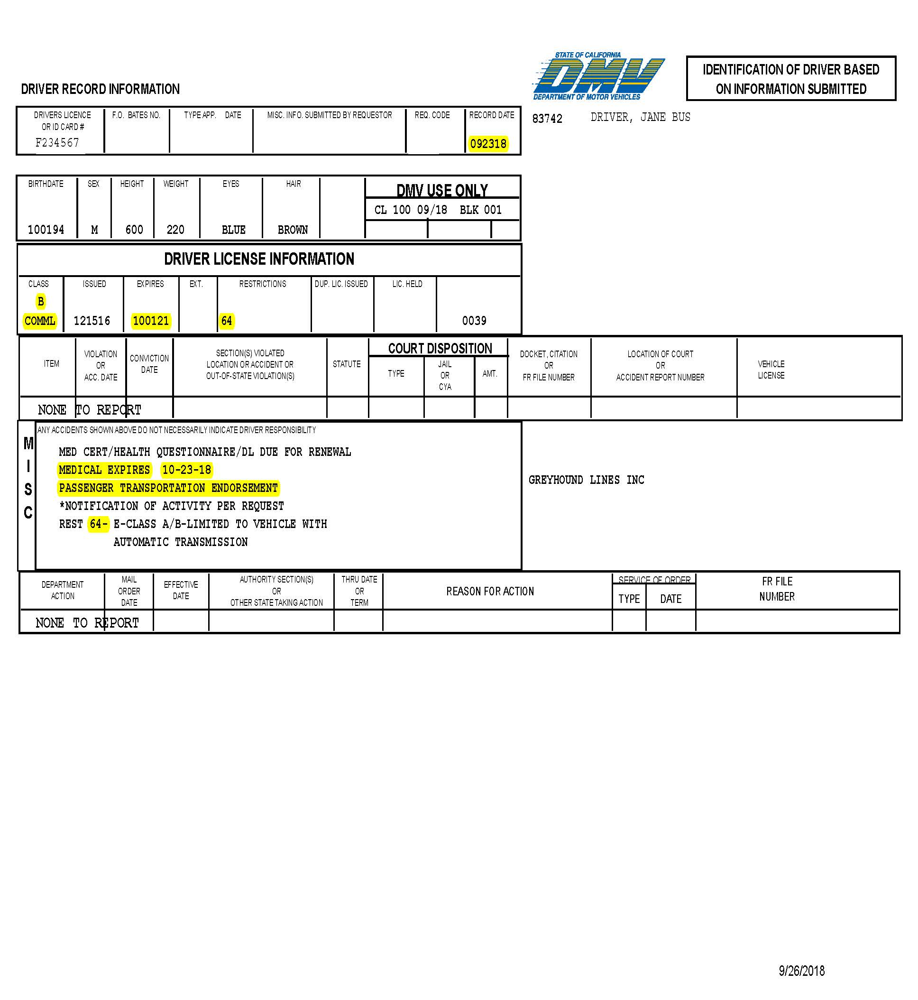 STATE OF CALIFORNIA
DMV
DEPARTMENT OF MOTOR VEHICLES
IDENTIFICATION OF DRIVER BASED
ON INFORMATION SUBMITTED
DRIVER RECORD INFORMATION
DRIVERS LICENCE
OR ID CARD #
F234567
F.O. BATES NO.
TYPE APP. DATE
MISC. INFO. SUBMITTED BY REQUESTOR
REQ. CODE
RECORD DATE
092318
83742 DRIVER, JANE BUS
BIRTHDATE
100194
SEX
M
HEIGHT
600
WEIGHT
220
EYES
BLUE
HAIR
BROWN
DMV USE ONLY
CL 100 09/18 BLK 001
DRIVER LICENSE INFORMATION
CLASS
B
COMML
ISSUED
121516
EXPIRES
100121
EXT.
RESTRICTIONS
64
DUP. LIC. ISSUED
LIC. HELD
0039
ITEM
VIOLATION
OR
ACC. DATE
CONVICTION
DATE
SECTION(S) VIOLATED
LOCATION OR ACCIDENT OR
OUT-OF-STATE VIOLATION(S)
STATUTE
COURT DISPOSITION
TYPE
JAIL
OR
CYA
AMT.
DOCKET, CITATION
OR
FR FILE NUMBER
LOCATION OF COURT
OR
ACCIDENT REPORT NUMBER
VEHICLE
LICENSE
NONE TO REPORT
MISC
ANY ACCIDENTS SHOWN ABOVE DO NOT NECESSARILY INDICATE DRIVER RESPONSIBILITY
MED CERT/HEALTH QUESTIONNAIRE/DL DUE FOR RENEWAL
MEDICAL EXPIRES 10-23-18
PASSENGER TRANSPORTATION ENDORSEMENT
*NOTIFICATION OF ACTIVITY PER REQUEST
REST 64- E-CLASS A/B-LIMITED TO VEHICLE WITH
AUTOMATIC TRANSMISSION
GREYHOUND LINES INC
DEPARTMENT
ACTION
MAIL
ORDER
DATE
EFFECTIVE
DATE
AUTHORITY SECTION(S)
OR
OTHER STATE TAKING ACTION
THRU DATE
OR
TERM
REASON FOR ACTION
SERVICE OF ORDER
TYPE
DATE
FR FILE
NUMBER
NONE TO REPORT
9/26/2018